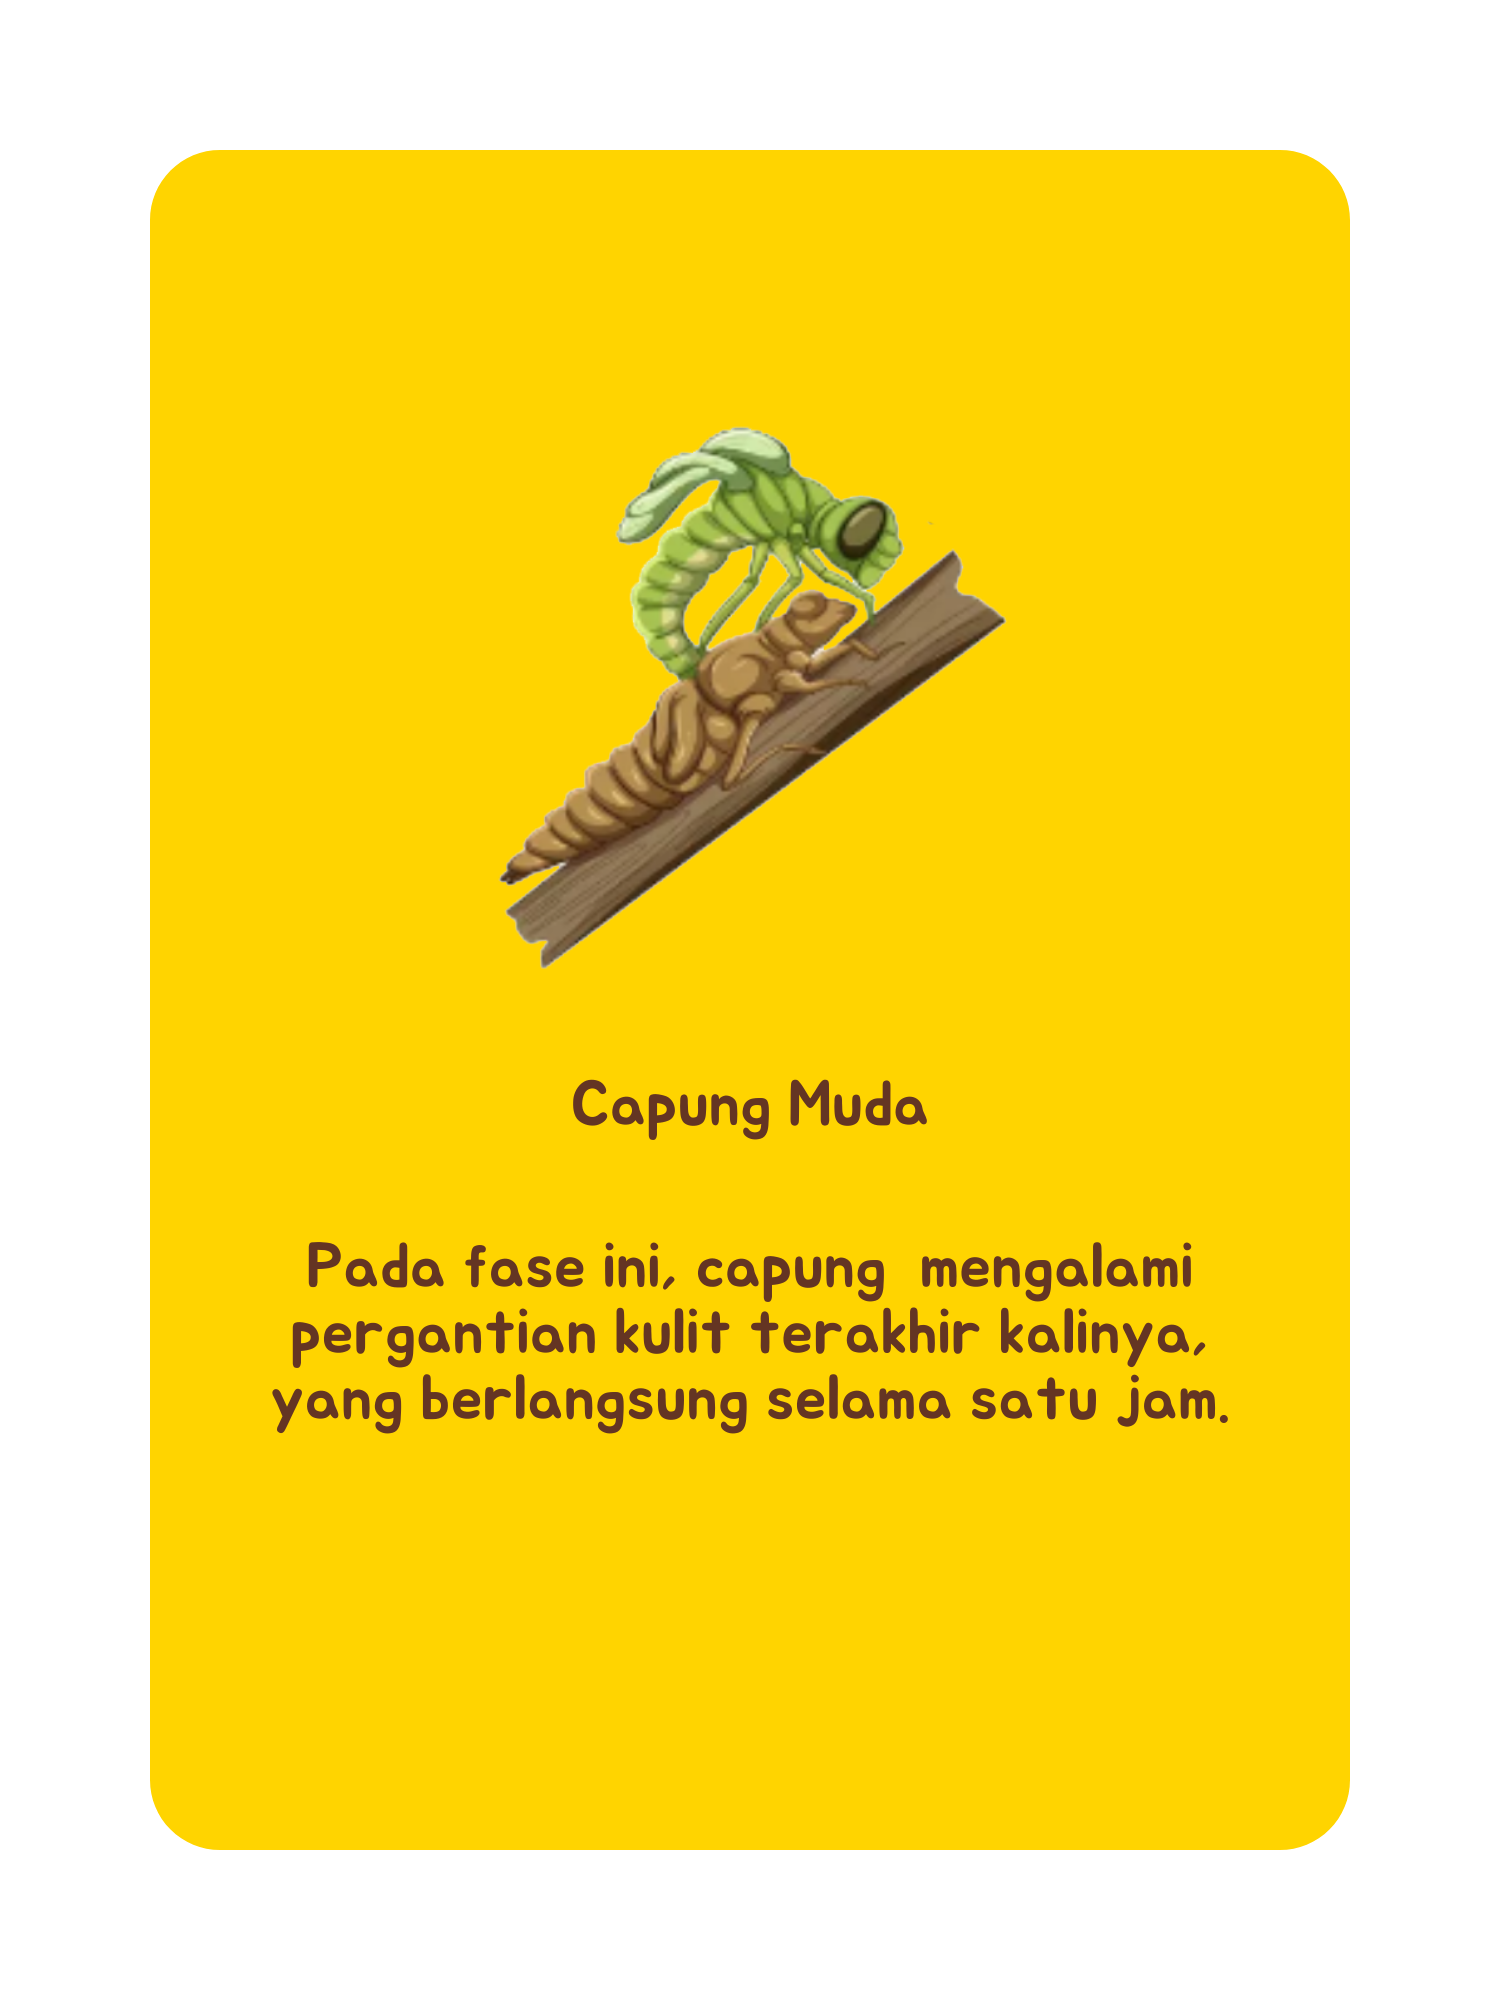 Capung Muda
Pada fase ini, capung  mengalami
pergantian kulit terakhir kalinya,
yang berlangsung selama satu jam.